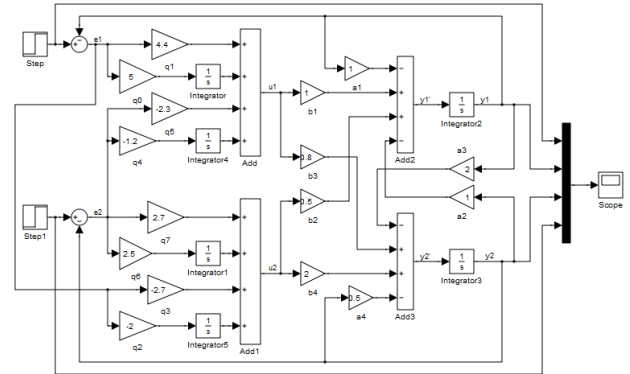 Step
+
−
e1
4.4
q1
5
q0
1
s
Integrator
-2.3
q5
-1.2
q4
1
s
Integrator4
+
+
+
+
Add
u1
1
b1
0.8
b3
0.5
b2
2
b4
1
a1
−
+
+
−
Add2
y1'
1
s
Integrator2
y1
a3
2
1
a2
Scope
Step1
+
−
e2
2.7
q7
2.5
q6
1
s
Integrator1
-2.7
q3
-2
q2
1
s
Integrator5
+
+
+
+
Add1
u2
0.5
a4
−
+
+
−
Add3
y2'
1
s
Integrator3
y2